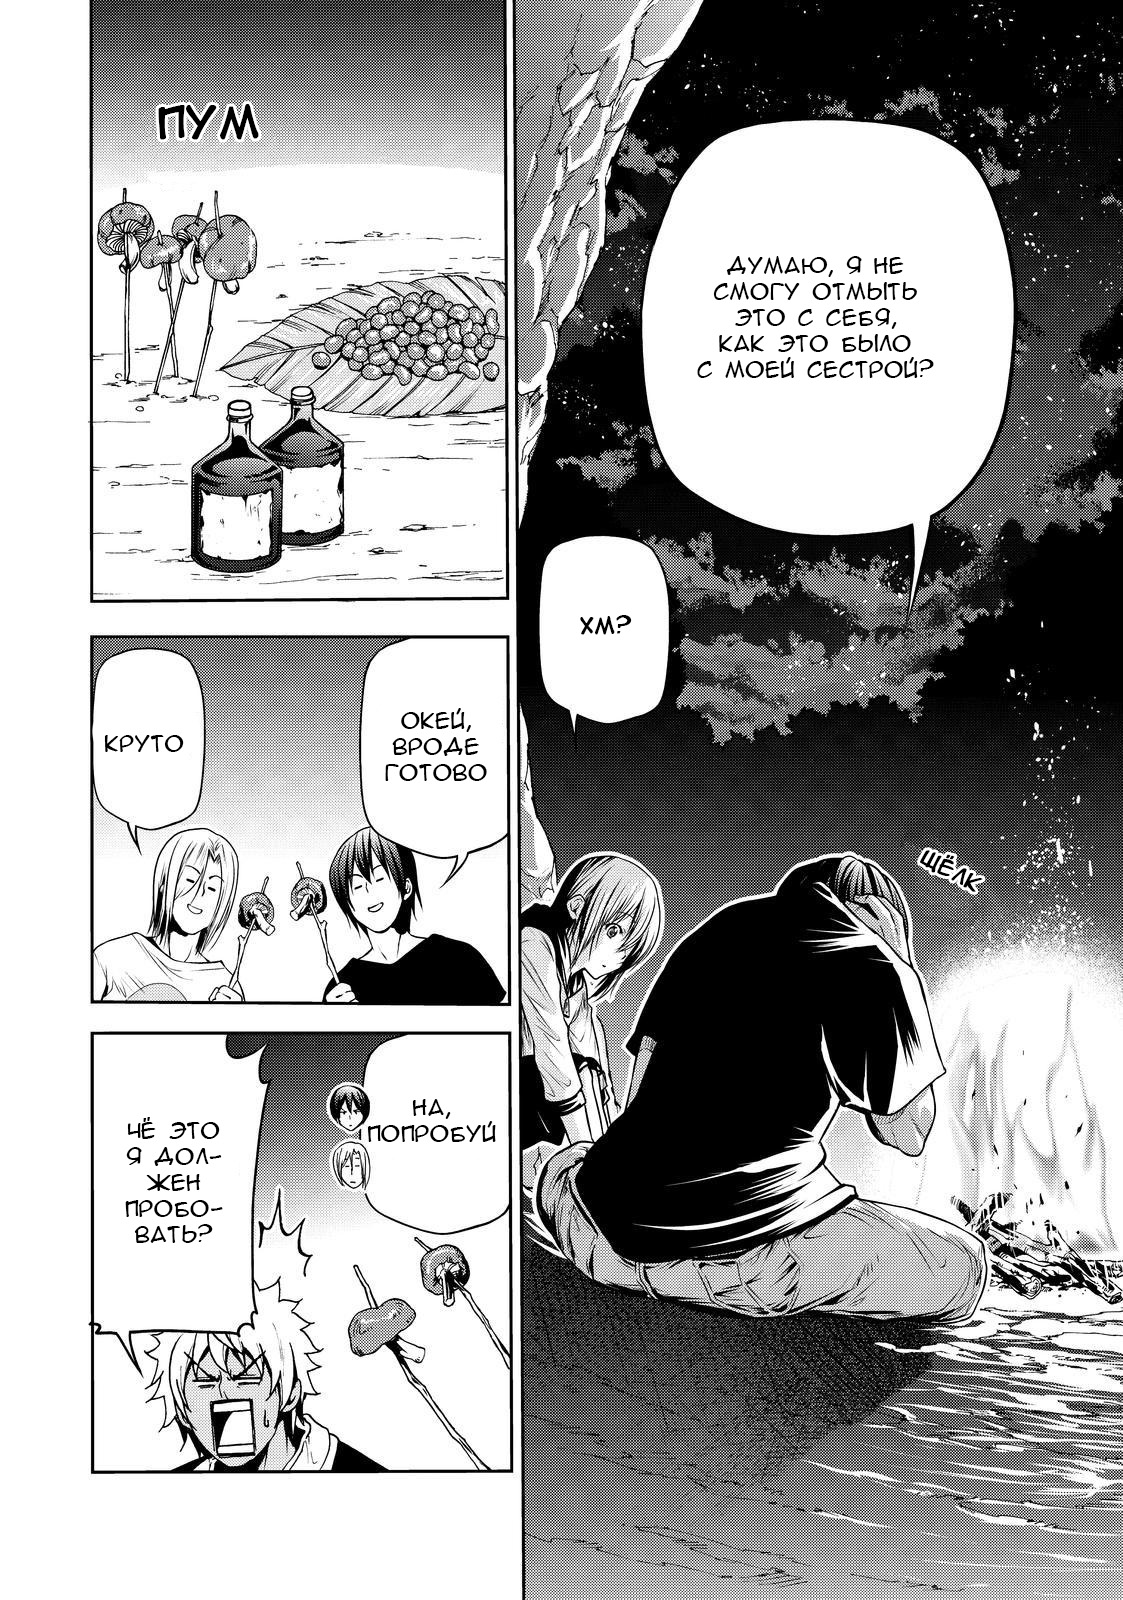 ДУМАЮ, Я НЕ
СМОГУ ОТМЫТЬ
ЭТО С СЕБЯ,
КАК ЭТО БЫЛО
С МОЕЙ СЕСТРОЙ?
ХМ?
ЩЁЛК
ПУМ
ОКЕЙ,
ВРОДЕ
ГОТОВО
КРУТО
НА,
ПОПРОБУЙ
ЧЁ ЭТО
Я ДОЛ-
ЖЕН
ПРОБО-
ВАТЬ?